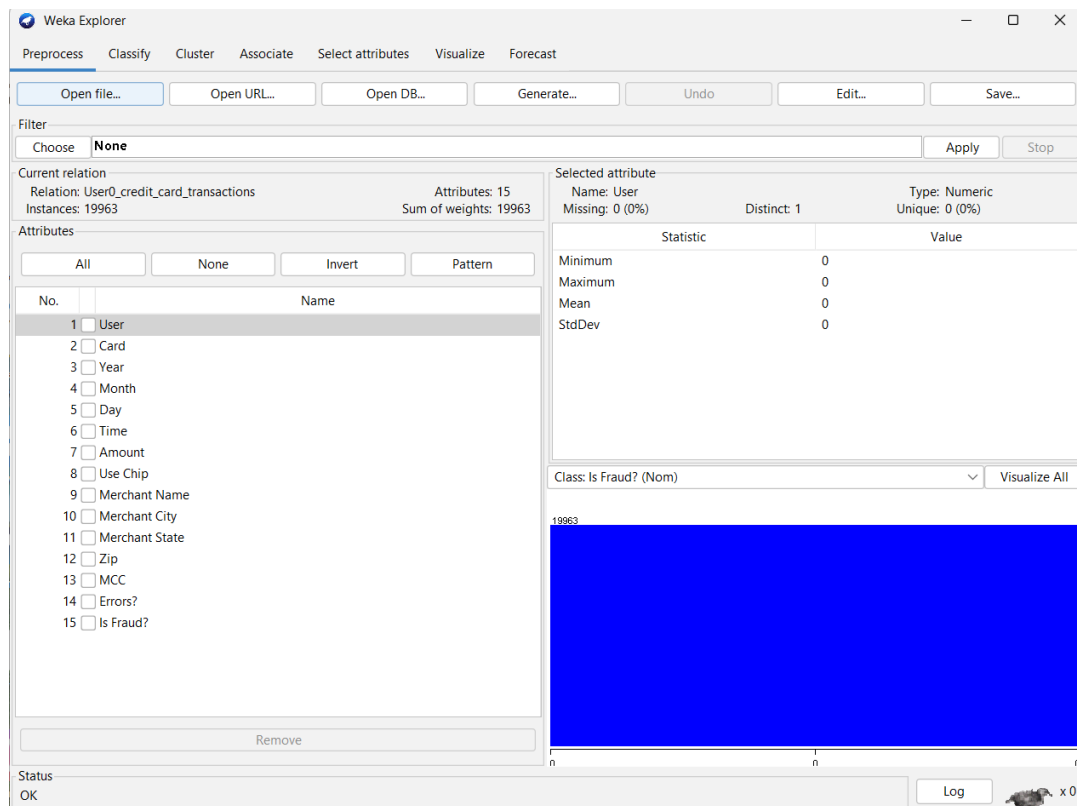 Weka Explorer
Preprocess Classify Cluster Associate Select attributes Visualize Forecast
Open file... Open URL... Open DB... Generate... Undo Edit... Save...
Filter
Choose None Apply Stop
Current relation
Relation: User0_credit_card_transactions Attributes: 15
Instances: 19963 Sum of weights: 19963
Attributes
All None Invert Pattern
No. Name
1 User
2 Card
3 Year
4 Month
5 Day
6 Time
7 Amount
8 Use Chip
9 Merchant Name
10 Merchant City
11 Merchant State
12 Zip
13 MCC
14 Errors?
15 Is Fraud?
Remove
Selected attribute
Name: User Type: Numeric
Missing: 0 (0%) Distinct: 1 Unique: 0 (0%)
Statistic Value
Minimum 0
Maximum 0
Mean 0
StdDev 0
Class: Is Fraud? (Nom) Visualize All
19963
0 0
Status
OK Log x 0